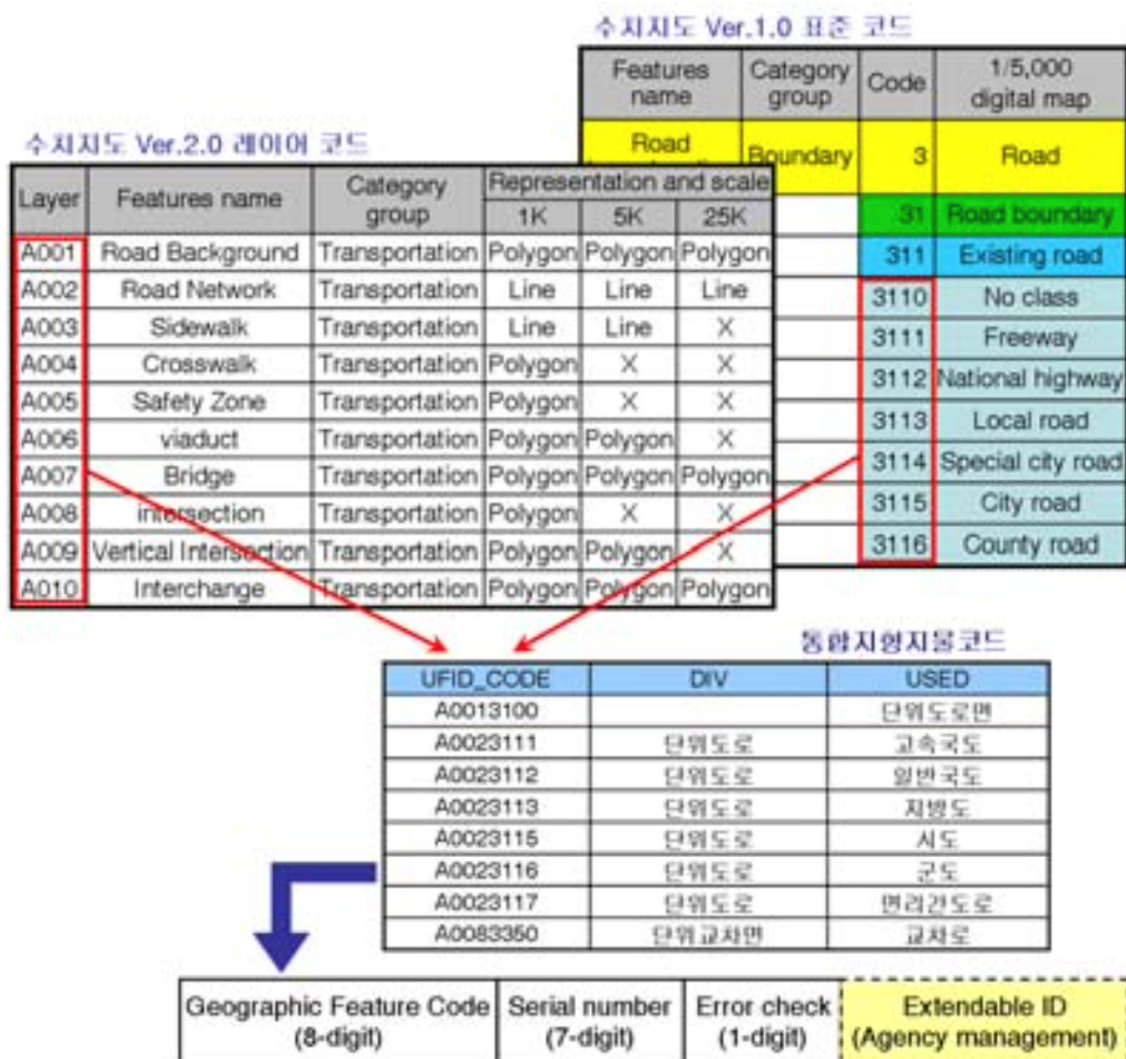 수치지도 Ver.1.0 표준 코드
Features name Category group Code 1/5,000 digital map
Road Boundary 3 Road
31 Road boundary
311 Existing road
3110 No class
3111 Freeway
3112 National highway
3113 Local road
3114 Special city road
3115 City road
3116 County road
수치지도 Ver.2.0 레이어 코드
Layer Features name Category group Representation and scale
1K 5K 25K
A001 Road Background Transportation Polygon Polygon Polygon
A002 Road Network Transportation Line Line Line
A003 Sidewalk Transportation Line Line X
A004 Crosswalk Transportation Polygon X X
A005 Safety Zone Transportation Polygon X X
A006 viaduct Transportation Polygon Polygon X
A007 Bridge Transportation Polygon Polygon Polygon
A008 intersection Transportation Polygon X X
A009 Vertical Intersection Transportation Polygon Polygon X
A010 Interchange Transportation Polygon Polygon Polygon
통합지형지물코드
UFID_CODE DIV USED
A0013100 단위도로면
A0023111 단위도로 고속국도
A0023112 단위도로 일반국도
A0023113 단위도로 지방도
A0023115 단위도로 시도
A0023116 단위도로 군도
A0023117 단위도로 면리간도로
A0083350 단위교차면 교차로
Geographic Feature Code (8-digit) Serial number (7-digit) Error check (1-digit) Extendable ID (Agency management)